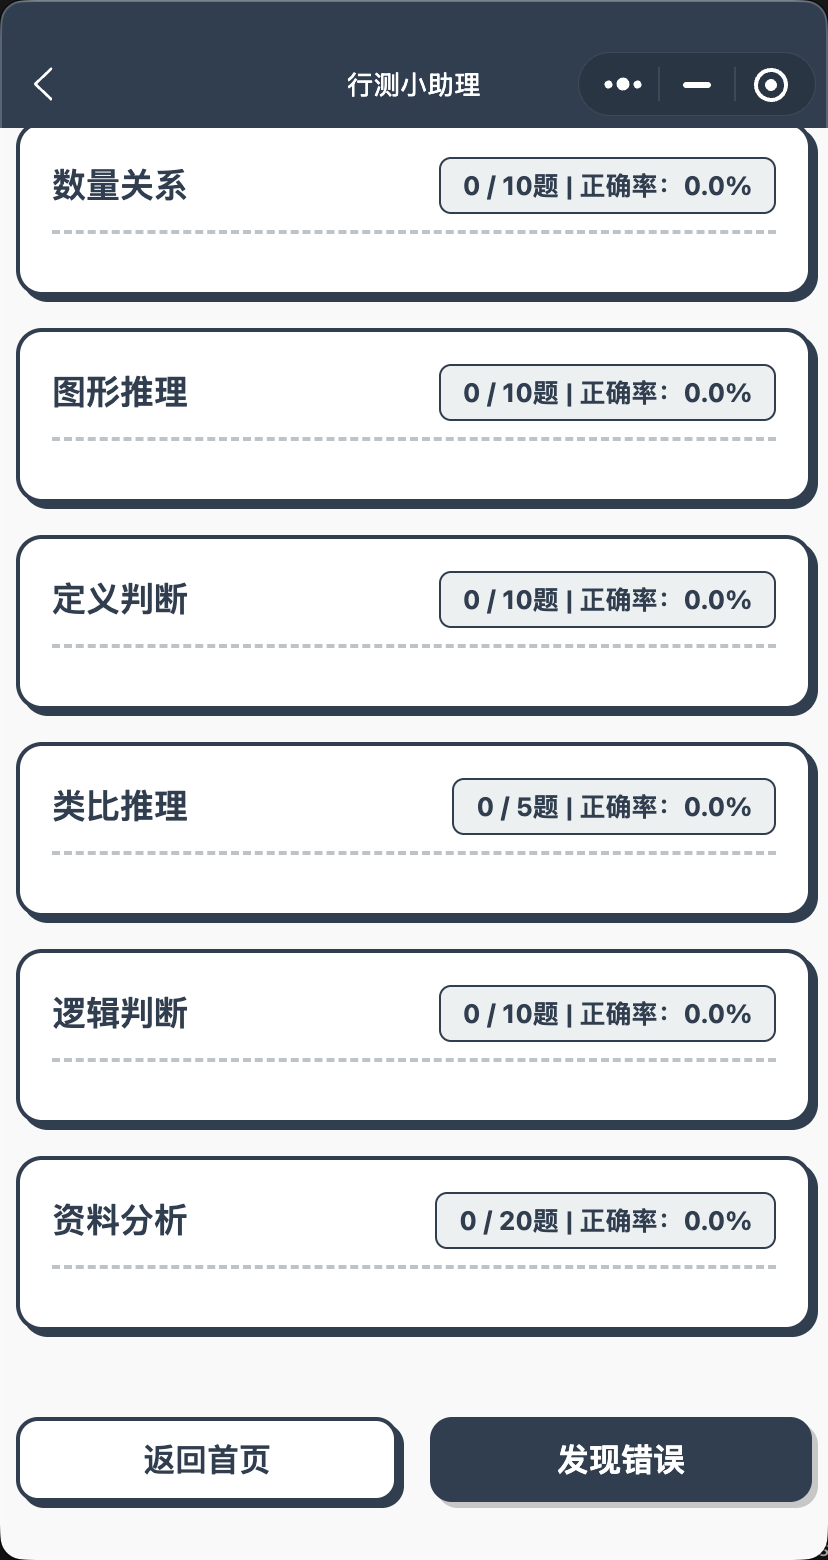 行测小助理
数量关系
0 / 10题 | 正确率：0.0%
图形推理
0 / 10题 | 正确率：0.0%
定义判断
0 / 10题 | 正确率：0.0%
类比推理
0 / 5题 | 正确率：0.0%
逻辑判断
0 / 10题 | 正确率：0.0%
资料分析
0 / 20题 | 正确率：0.0%
返回首页
发现错误